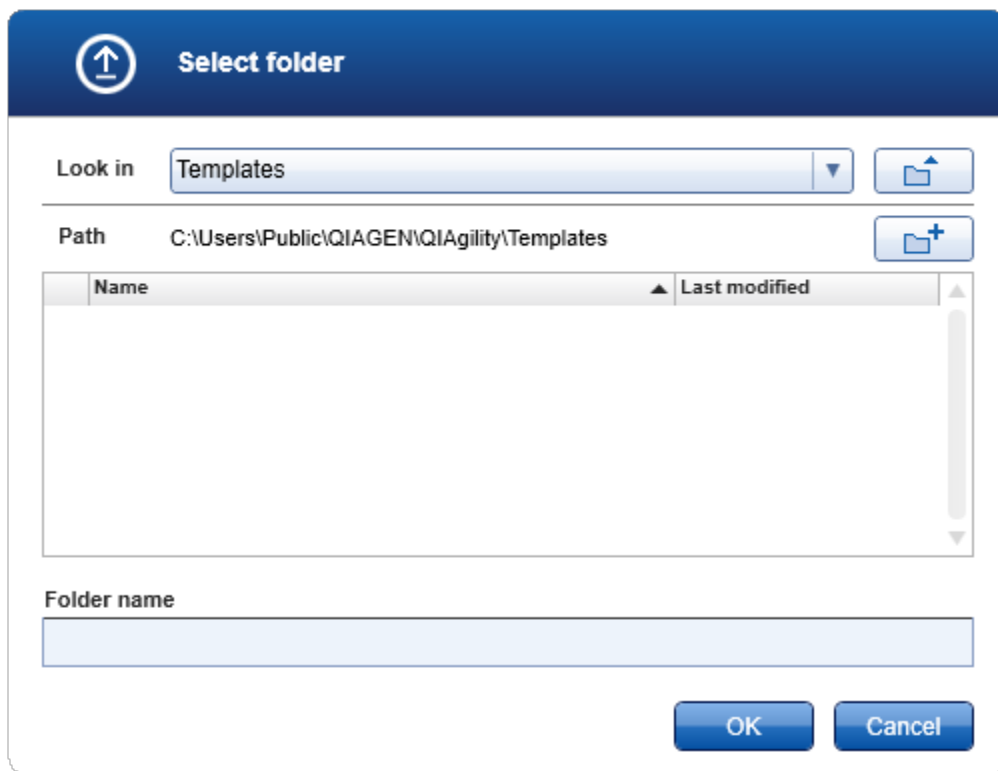 Select folder
Look in Templates
Path C:\Users\Public\QIAGEN\QIAgility\Templates
Name Last modified
Folder name
OK Cancel